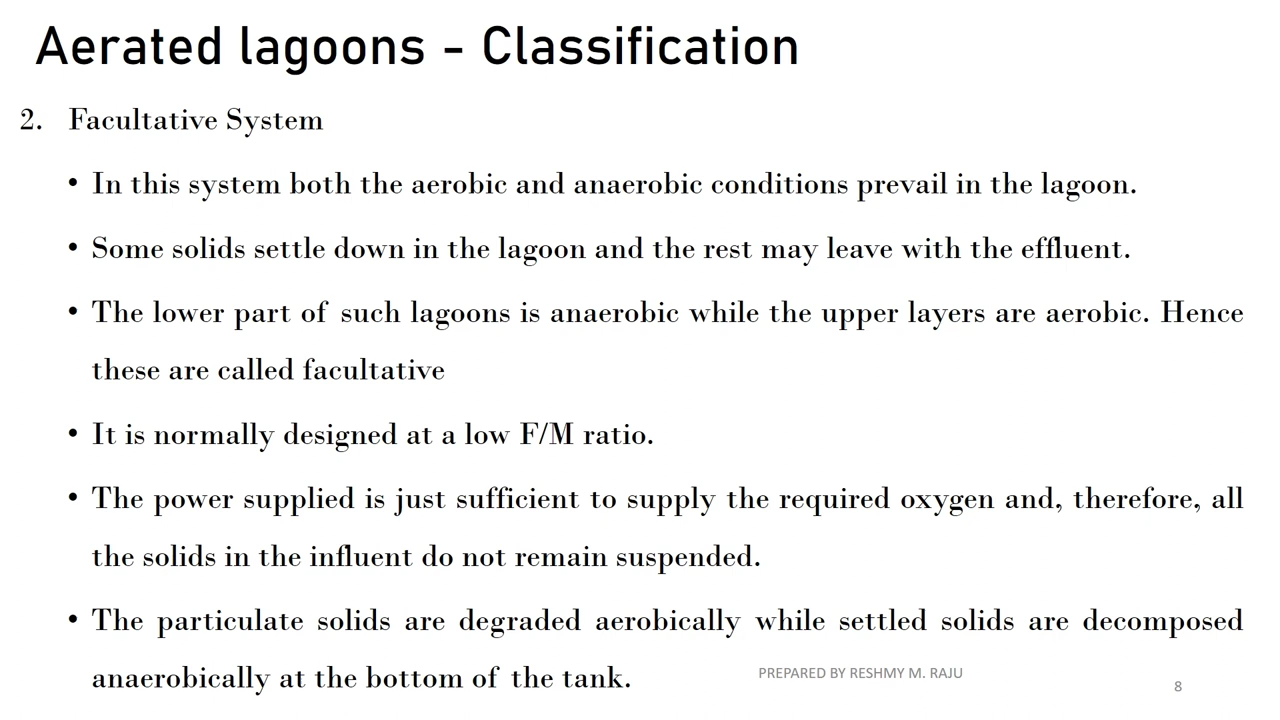 Aerated lagoons - Classification
2. Facultative System
• In this system both the aerobic and anaerobic conditions prevail in the lagoon.
• Some solids settle down in the lagoon and the rest may leave with the effluent.
• The lower part of such lagoons is anaerobic while the upper layers are aerobic. Hence
these are called facultative
• It is normally designed at a low F/M ratio.
• The power supplied is just sufficient to supply the required oxygen and, therefore, all
the solids in the influent do not remain suspended.
• The particulate solids are degraded aerobically while settled solids are decomposed
anaerobically at the bottom of the tank.
PREPARED BY RESHMY M. RAJU
8